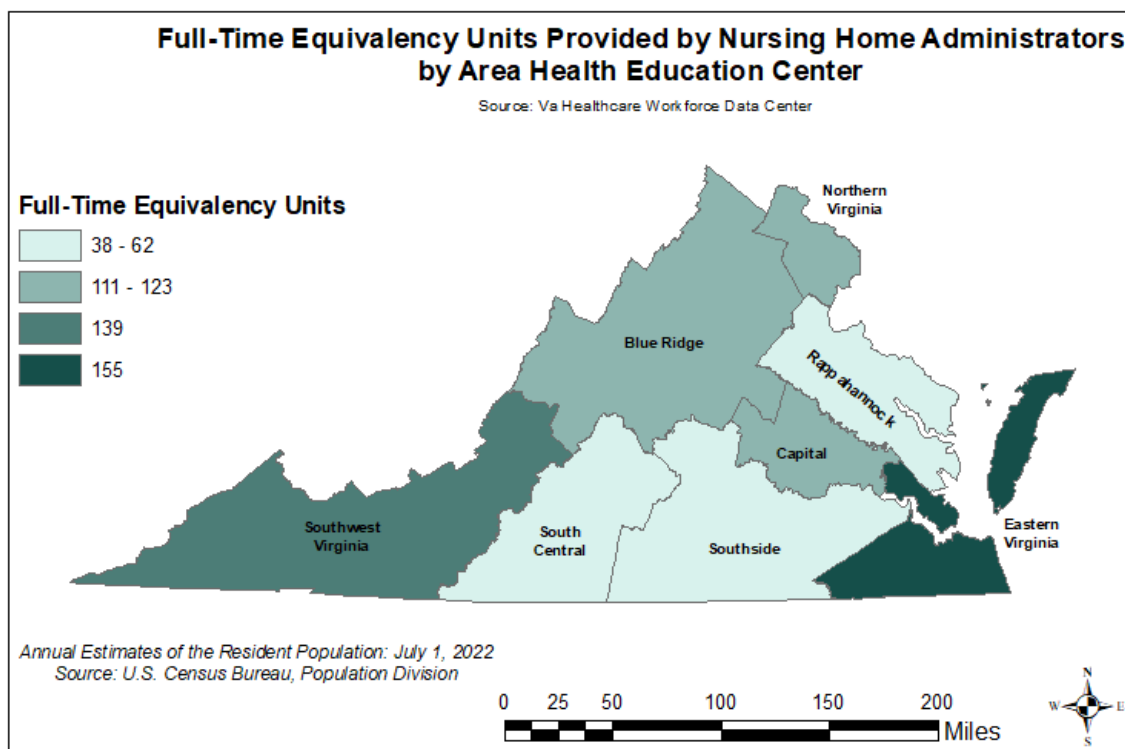 Full-Time Equivalency Units Provided by Nursing Home Administrators
by Area Health Education Center
Source: Va Healthcare Workforce Data Center
Full-Time Equivalency Units
38 - 62
111 - 123
139
155
Northern
Virginia
Blue Ridge
Rappahannock
Capital
Southwest
Virginia
South
Central
Southside
Eastern
Virginia
Annual Estimates of the Resident Population: July 1, 2022
Source: U.S. Census Bureau, Population Division
0 25 50 100 150 200
Miles
N
W E
S